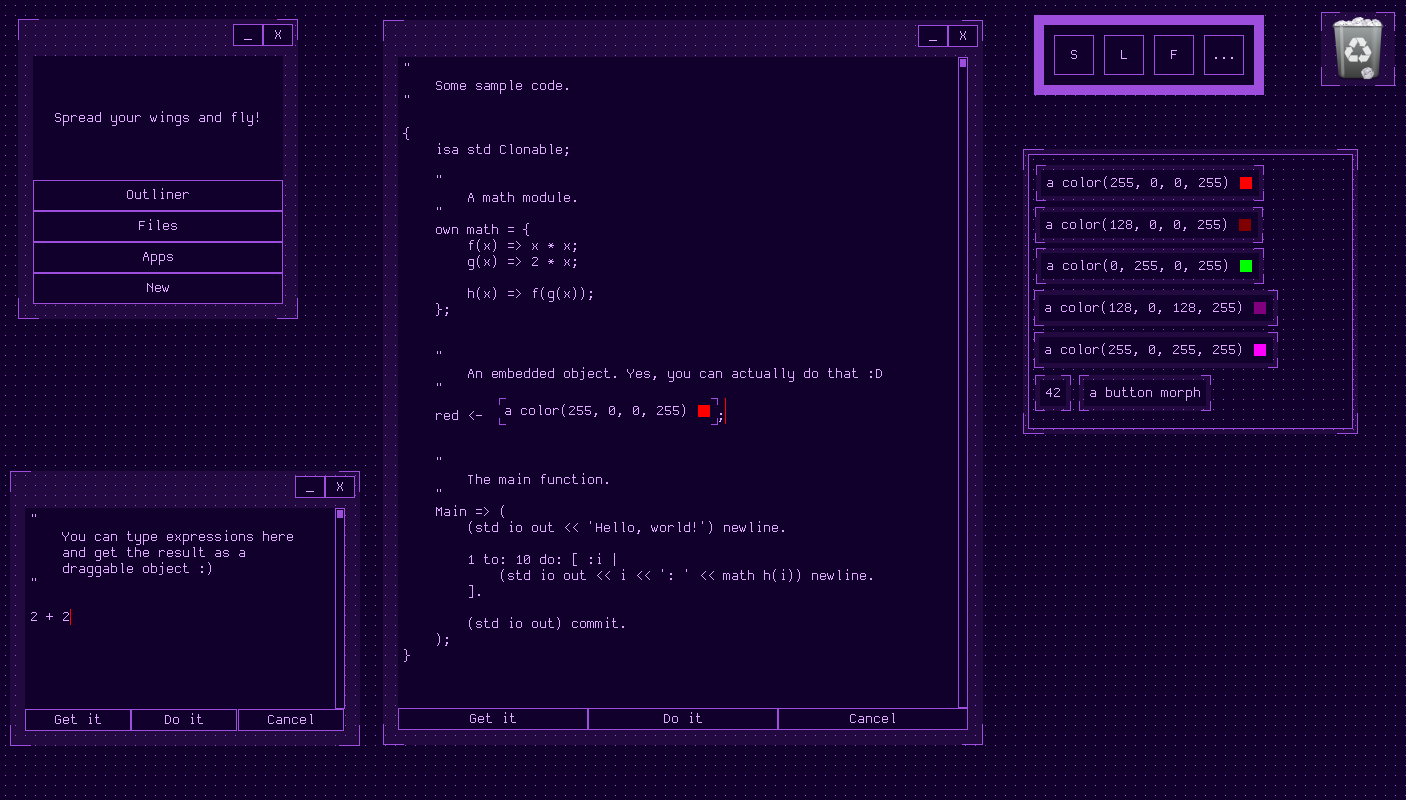 _ X
Spread your wings and fly!
Outliner
Files
Apps
New
_ X
"
You can type expressions here
and get the result as a
draggable object :)
"
2 + 2
Get it Do it Cancel
_ X
"
Some sample code.
"
{
isa std Clonable;
"
A math module.
"
own math = {
f(x) => x * x;
g(x) => 2 * x;
h(x) => f(g(x));
};
"
An embedded object. Yes, you can actually do that :D
"
red <- a color(255, 0, 0, 255) ;
"
The main function.
"
Main => (
(std io out << 'Hello, world!') newline.
1 to: 10 do: [ :i |
(std io out << i << ': ' << math h(i)) newline.
].
(std io out) commit.
);
}
Get it Do it Cancel
S L F ...
a color(255, 0, 0, 255)
a color(128, 0, 0, 255)
a color(0, 255, 0, 255)
a color(128, 0, 128, 255)
a color(255, 0, 255, 255)
42 a button morph